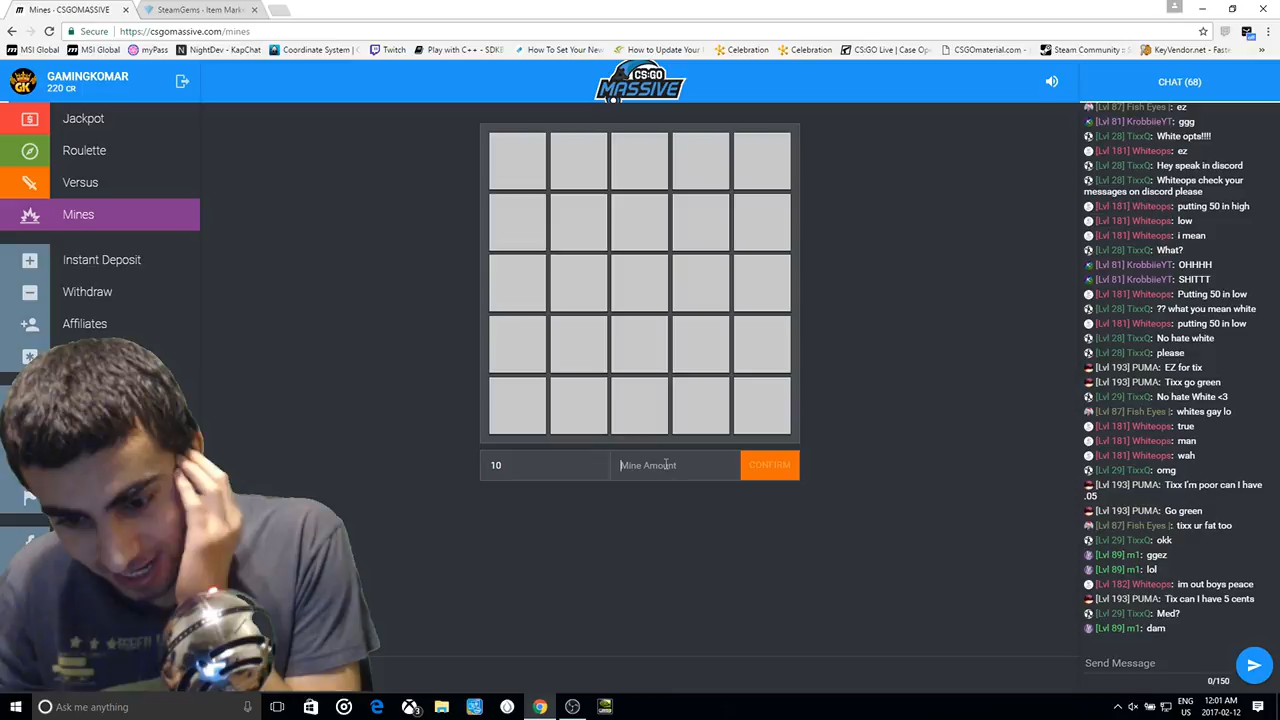 Mines - CSGOMASSIVE
SteamGems - Item Mark
Secure
https://csgomassive.com/mines
MSI Global
MSI Global
myPass
NightDev - KapChat
Coordinate System
Twitch
Play with C++ - SDKB
How To Set Your New
How to Update Your
Celebration
Celebration
CS:GO Live | Case Op
CSGOmaterial.com -
Steam Community ::
KeyVendor.net - Faste
GK
GAMINGKOMAR
220 CR
CS:GO
MASSIVE
CHAT (68)
Jackpot
Roulette
Versus
Mines
Instant Deposit
Withdraw
Affiliates
10
Mine Amount
CONFIRM
[Lvl 87] Fish Eyes |: ez
[Lvl 81] KrobbiieYT: ggg
[Lvl 28] TixxQ: White opts!!!!
[Lvl 181] Whiteops: ez
[Lvl 28] TixxQ: Hey speak in discord
[Lvl 28] TixxQ: Whiteops check your
messages on discord please
[Lvl 181] Whiteops: putting 50 in high
[Lvl 181] Whiteops: low
[Lvl 181] Whiteops: i mean
[Lvl 28] TixxQ: What?
[Lvl 81] KrobbiieYT: OHHHH
[Lvl 81] KrobbiieYT: SHITTT
[Lvl 181] Whiteops: Putting 50 in low
[Lvl 28] TixxQ: ?? what you mean white
[Lvl 181] Whiteops: putting 50 in low
[Lvl 28] TixxQ: No hate white
[Lvl 28] TixxQ: please
[Lvl 193] PUMA: EZ for tix
[Lvl 193] PUMA: Tixx go green
[Lvl 29] TixxQ: No hate White <3
[Lvl 87] Fish Eyes |: whites gay lo
[Lvl 181] Whiteops: true
[Lvl 181] Whiteops: man
[Lvl 181] Whiteops: wah
[Lvl 29] TixxQ: omg
[Lvl 193] PUMA: Tixx I'm poor can I have
.05
[Lvl 193] PUMA: Go green
[Lvl 87] Fish Eyes |: tixx ur fat too
[Lvl 29] TixxQ: okk
[Lvl 89] m1: ggez
[Lvl 89] m1: lol
[Lvl 182] Whiteops: im out boys peace
[Lvl 193] PUMA: Tix can I have 5 cents
[Lvl 29] TixxQ: Med?
[Lvl 89] m1: dam
Send Message
0/150
Ask me anything
3
ENG
US
12:01 AM
2017-02-12